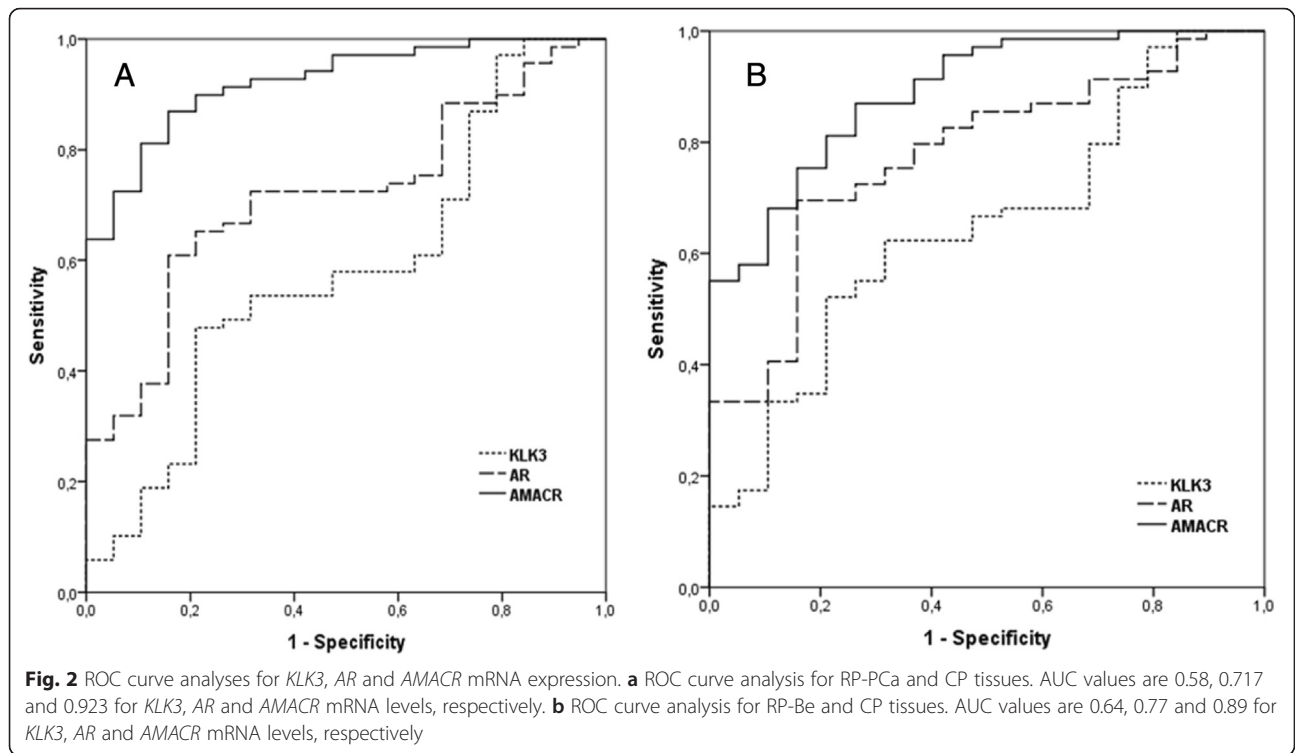 A
1,0
0,8
0,6
0,4
0,2
0,0
Sensitivity
KLK3
AR
AMACR
0,0 0,2 0,4 0,6 0,8 1,0
1 - Specificity
B
1,0
0,8
0,6
0,4
0,2
0,0
Sensitivity
KLK3
AR
AMACR
0,0 0,2 0,4 0,6 0,8 1,0
1 - Specificity
Fig. 2 ROC curve analyses for KLK3, AR and AMACR mRNA expression. a ROC curve analysis for RP-PCa and CP tissues. AUC values are 0.58, 0.717
and 0.923 for KLK3, AR and AMACR mRNA levels, respectively. b ROC curve analysis for RP-Be and CP tissues. AUC values are 0.64, 0.77 and 0.89 for
KLK3, AR and AMACR mRNA levels, respectively